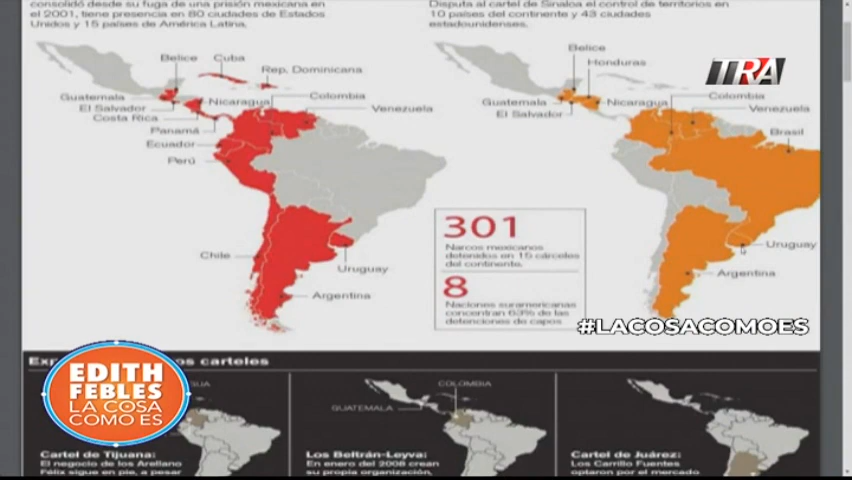 consolidó desde su fuga de una prisión mexicana en
el 2001, tiene presencia en 80 ciudades de Estados
Unidos y 15 países de América Latina.
Disputa al cartel de Sinaloa el control de territorios en
10 países del continente y 43 ciudades
estadounidenses.
TRA
Belice
Cuba
Rep. Dominicana
Guatemala
El Salvador
Costa Rica
Nicaragua
Colombia
Panamá
Venezuela
Ecuador
Perú
Chile
Uruguay
Argentina
Belice
Honduras
Guatemala
El Salvador
Nicaragua
Colombia
Venezuela
Brasil
Uruguay
Argentina
301
Narcos mexicanos
detenidos en 15 cárceles
del continente.
8
Naciones suramericanas
concentran 63% de las
detenciones de capos
#LACOSACOMOES
os carteles
EDITH
FEBLES
LA COSA
COMO ES
COLOMBIA
GUATEMALA
Cartel de Tijuana:
El negocio de los Arellano
Félix sigue en pie, a pesar
Los Beltrán-Leyva:
En enero del 2008 crean
su propia organización,
Cartel de Juárez:
Los Carrillo Fuentes
optaron por el mercado